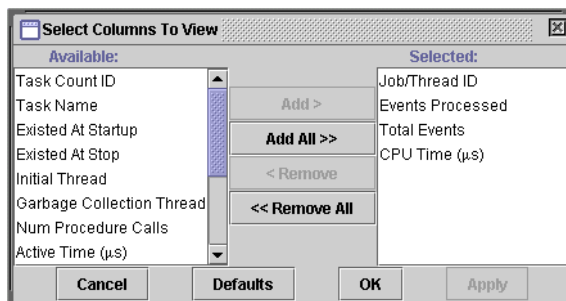 Select Columns To View
Available:
Selected:
Task Count ID
Task Name
Existed At Startup
Existed At Stop
Initial Thread
Garbage Collection Thread
Num Procedure Calls
Active Time (μs)
Add >
Add All >>
< Remove
<< Remove All
Job/Thread ID
Events Processed
Total Events
CPU Time (μs)
Cancel
Defaults
OK
Apply